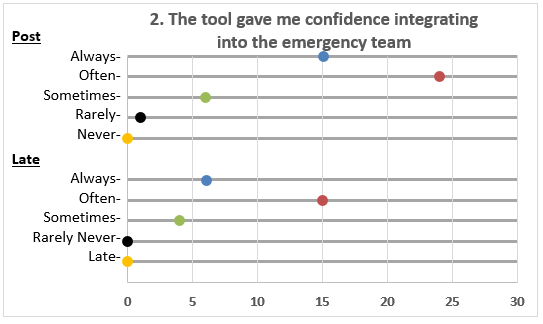 2. The tool gave me confidence integrating
into the emergency team
Post
Always-
Often-
Sometimes-
Rarely-
Never-
Late
Always-
Often-
Sometimes-
Rarely Never-
Late-
0 5 10 15 20 25 30